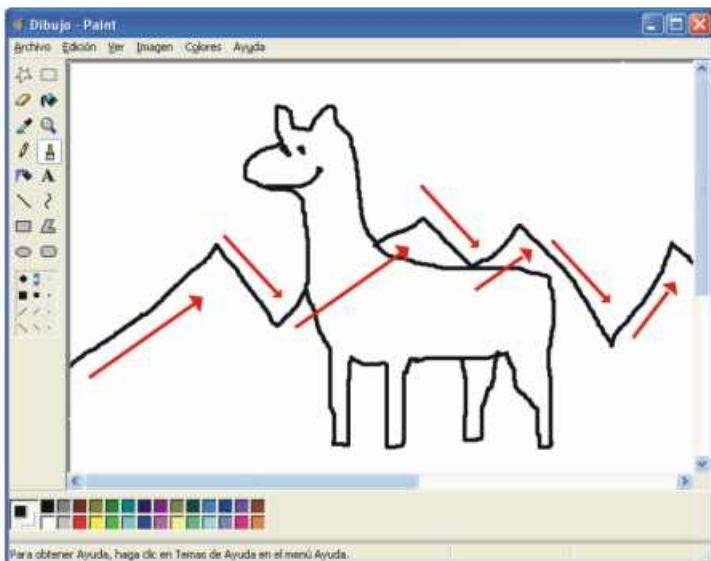 Dibujo - Paint
Archivo Edición Ver Imagen Colores Ayuda
A
Para obtener Ayuda, haga clic en Temas de Ayuda en el menú Ayuda.